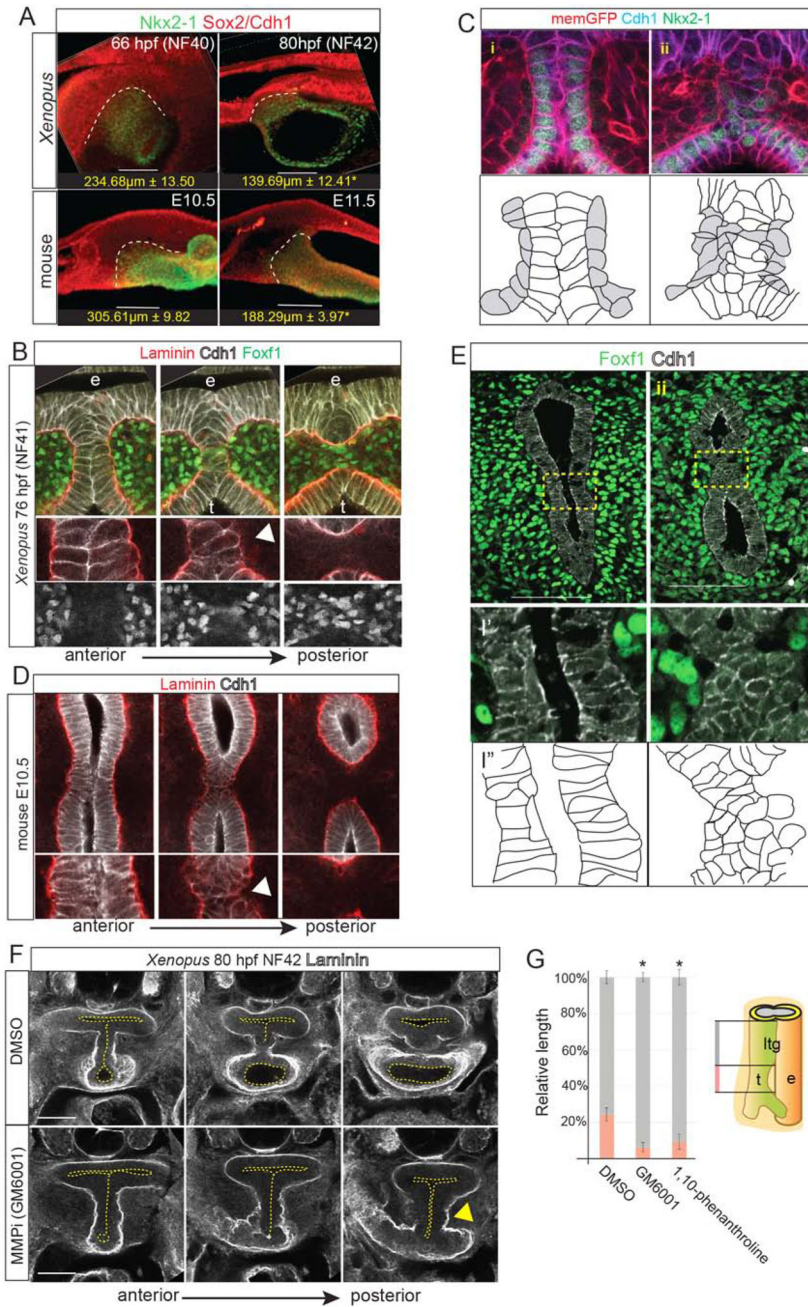 A
Nkx2-1 Sox2/Cdh1
Xenopus
66 hpf (NF40)
80hpf (NF42)
234.68µm ± 13.50
139.69µm ± 12.41*
mouse
E10.5
E11.5
305.61µm ± 9.82
188.29µm ± 3.97*
B
Laminin Cdh1 Foxf1
Xenopus 76 hpf (NF41)
e
e
e
t
t
t
anterior
posterior
C
memGFP Cdh1 Nkx2-1
i
ii
D
Laminin Cdh1
mouse E10.5
anterior
posterior
E
Foxf1 Cdh1
ii
I"
F
Xenopus 80 hpf NF42 Laminin
DMSO
MMPi (GM6001)
anterior
posterior
G
Relative length
100%
80%
60%
40%
20%
*
*
DMSO
GM6001
1,10-phenanthroline
ltg
t
e